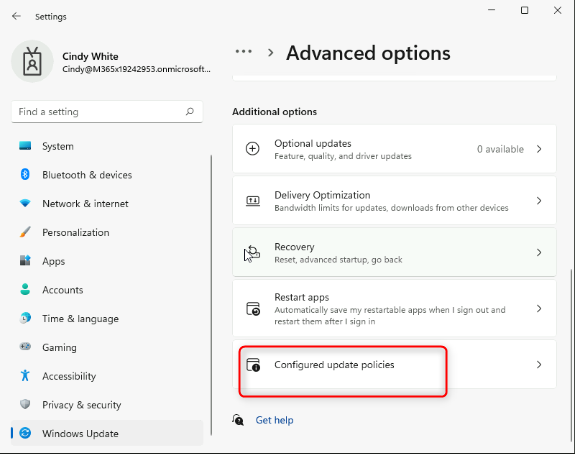 Settings
Cindy White
Cindy@M365x19242953.onmicrosoft...
Find a setting
System
Bluetooth & devices
Network & internet
Personalization
Apps
Accounts
Time & language
Gaming
Accessibility
Privacy & security
Windows Update
... > Advanced options
Additional options
Optional updates
Feature, quality, and driver updates
0 available
Delivery Optimization
Bandwidth limits for updates, downloads from other devices
Recovery
Reset, advanced startup, go back
Restart apps
Automatically save my restartable apps when I sign out and
restart them after I sign in
Configured update policies
Get help